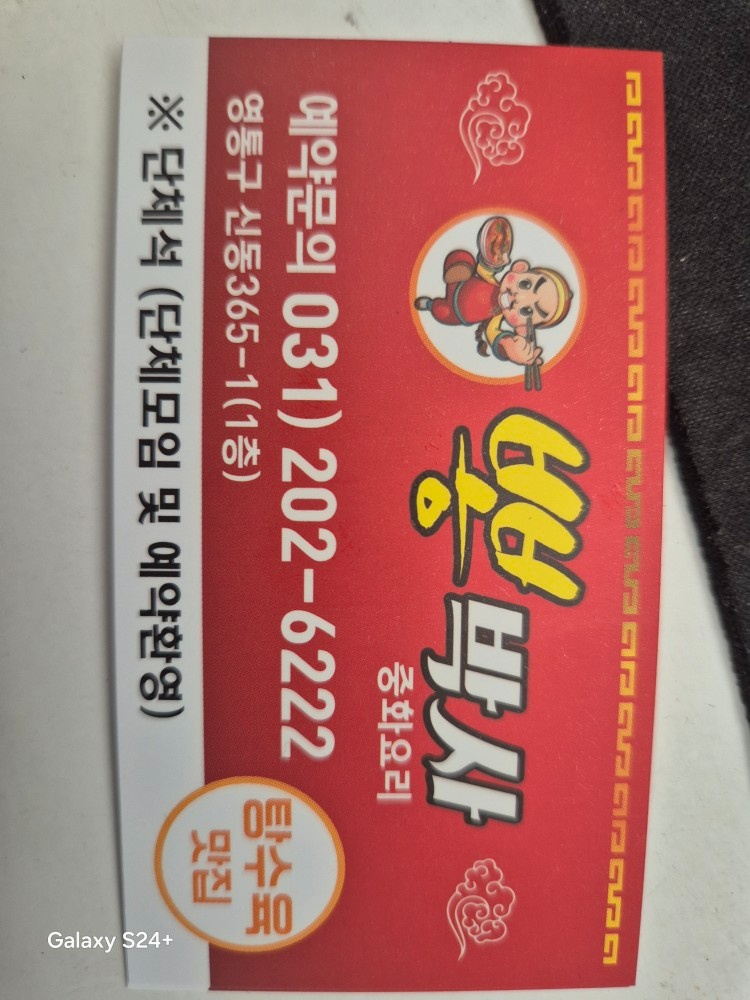 뽕박사
중화요리
예약문의 031) 202-6222
영통구 신동365-1(1층)
탕수육
맛집
※ 단체석 (단체모임 및 예약환영)
Galaxy S24+